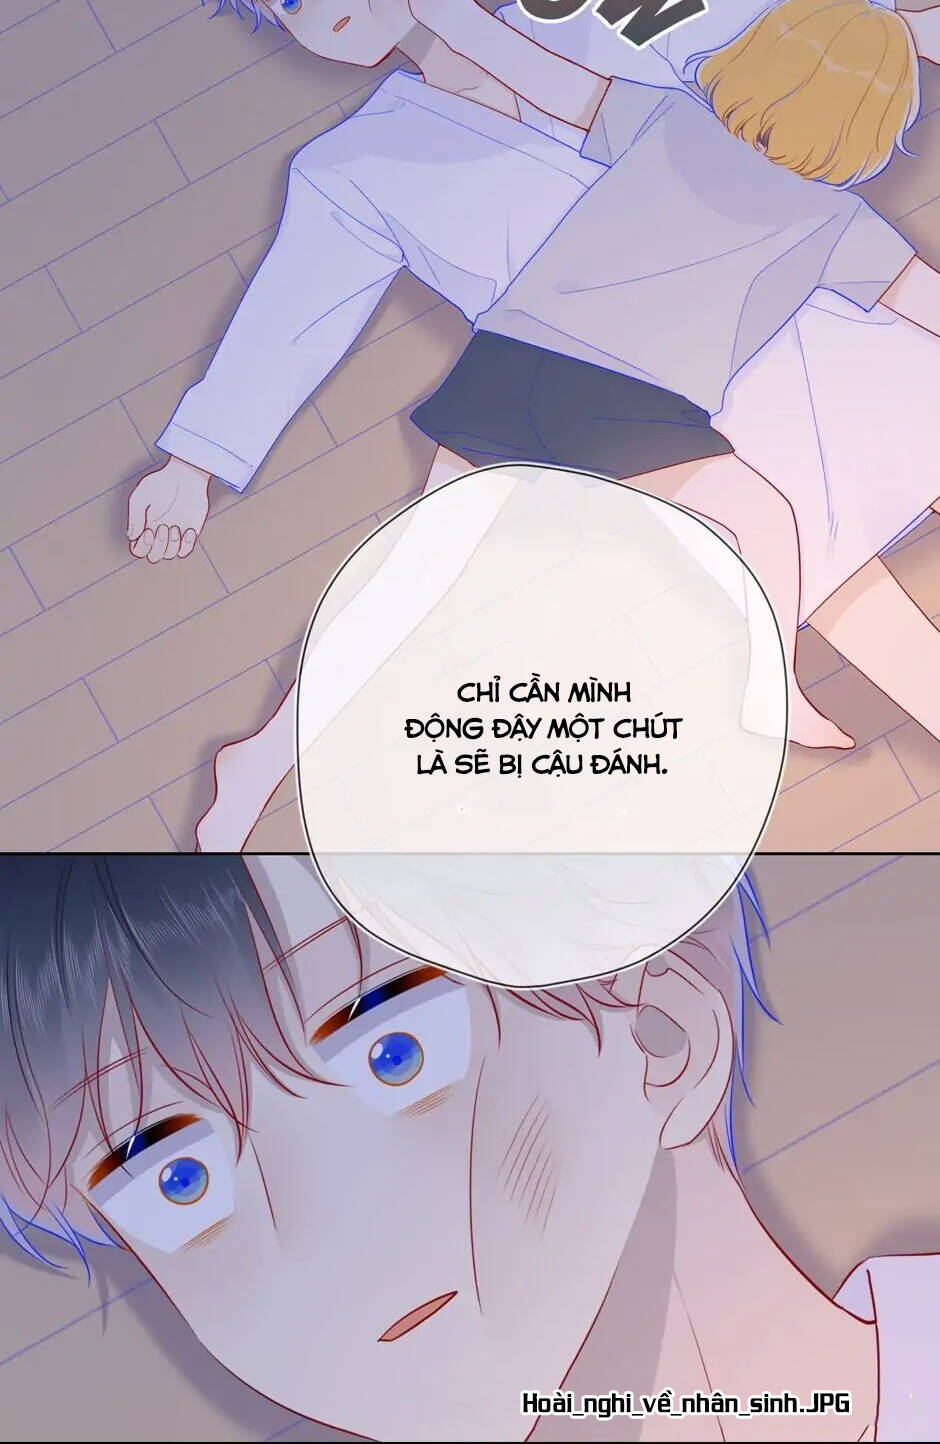 CHỈ CẦN MÌNH
ĐỘNG ĐẬY MỘT CHÚT
LÀ SẼ BỊ CẬU ĐÁNH.
Hoài_nghi_về_nhân_sinh.JPG